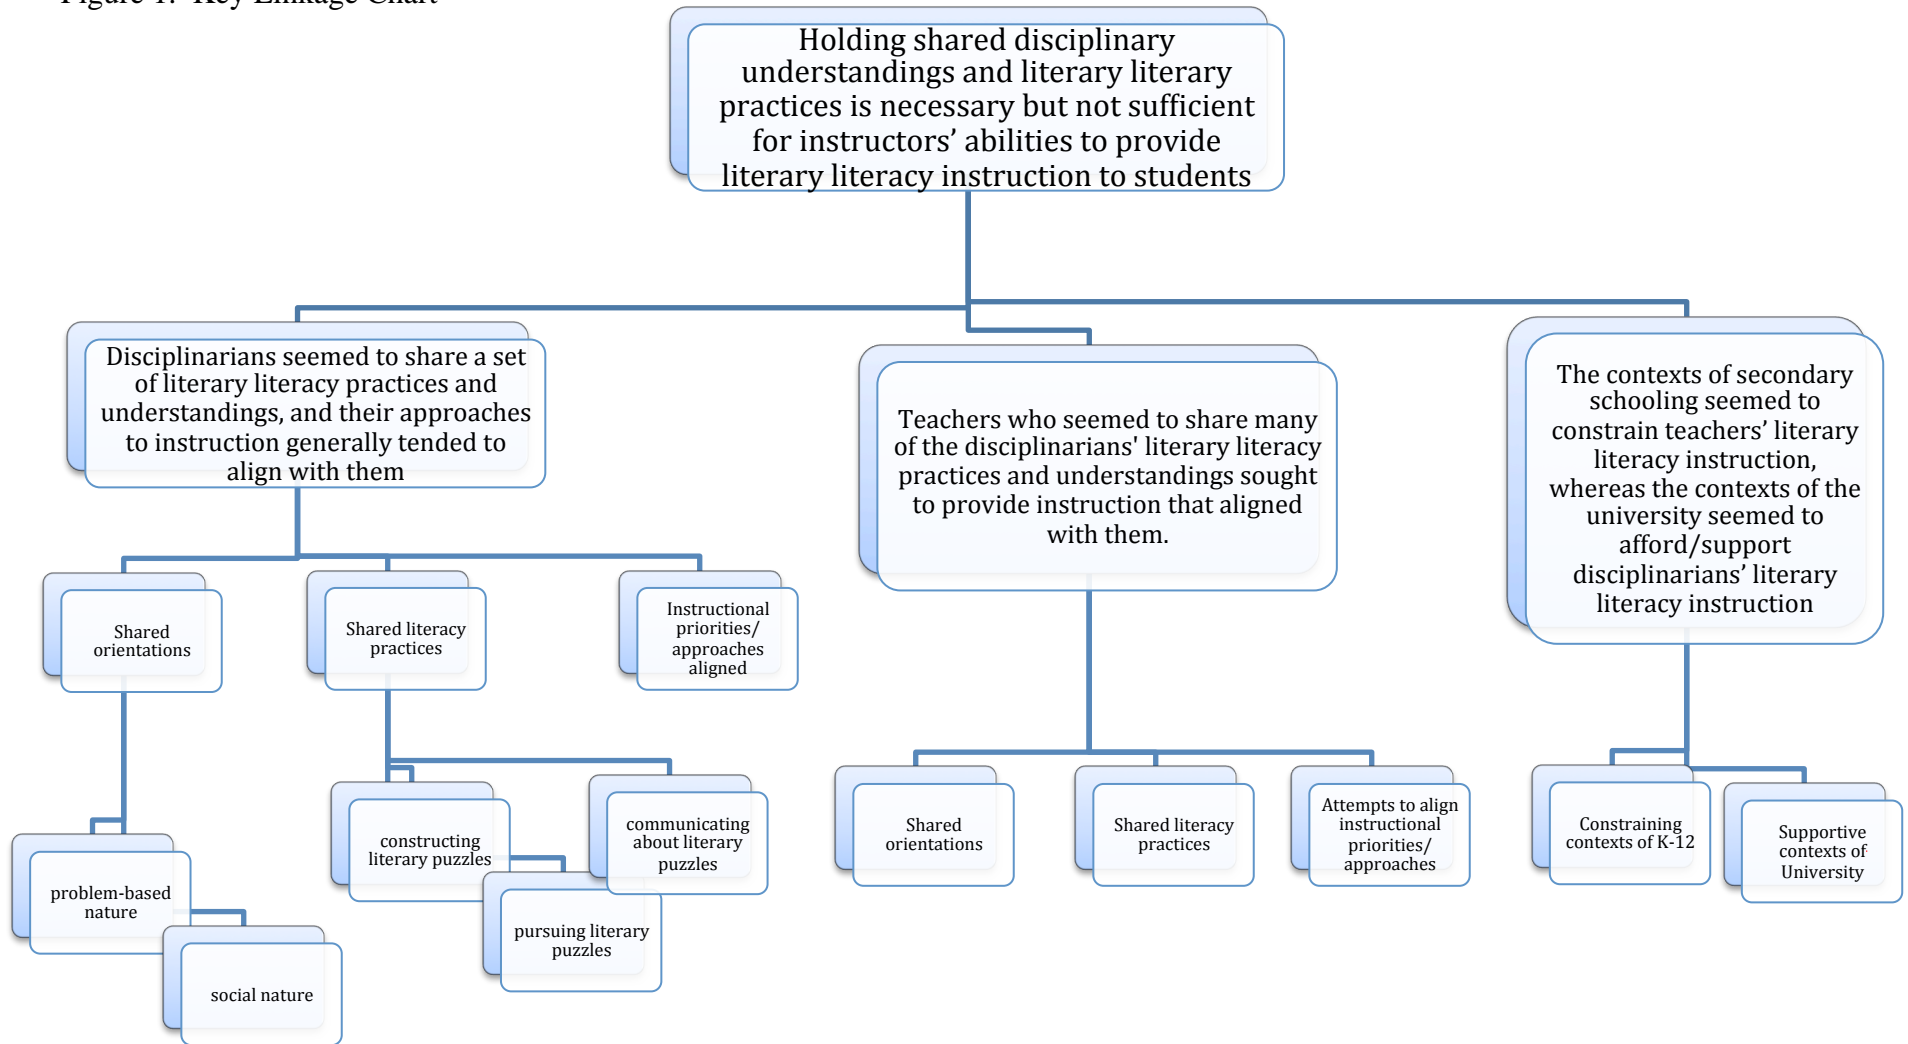 Figure 1. Key Linkage Chart
Holding shared disciplinary
understandings and literary literary
practices is necessary but not sufficient
for instructors’ abilities to provide
literary literacy instruction to students
Disciplinarians seemed to share a set
of literary literacy practices and
understandings, and their approaches
to instruction generally tended to
align with them
Teachers who seemed to share many
of the disciplinarians' literary literacy
practices and understandings sought
to provide instruction that aligned
with them.
The contexts of secondary
schooling seemed to
constrain teachers’ literary
literacy instruction,
whereas the contexts of the
university seemed to
afford/support
disciplinarians’ literary
literacy instruction
Shared
orientations
Shared literacy
practices
Instructional
priorities/
approaches
aligned
problem-based
nature
social nature
constructing
literary puzzles
pursuing literary
puzzles
communicating
about literary
puzzles
Shared
orientations
Shared literacy
practices
Attempts to align
instructional
priorities/
approaches
Constraining
contexts of K-12
Supportive
contexts of
University